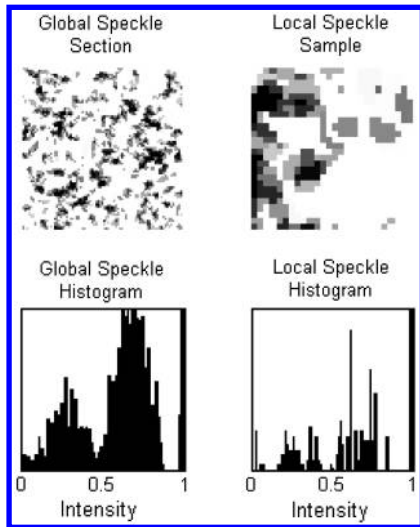 Global Speckle
Section
Local Speckle
Sample
Global Speckle
Histogram
Local Speckle
Histogram
0 0.5 1
Intensity
0 0.5 1
Intensity